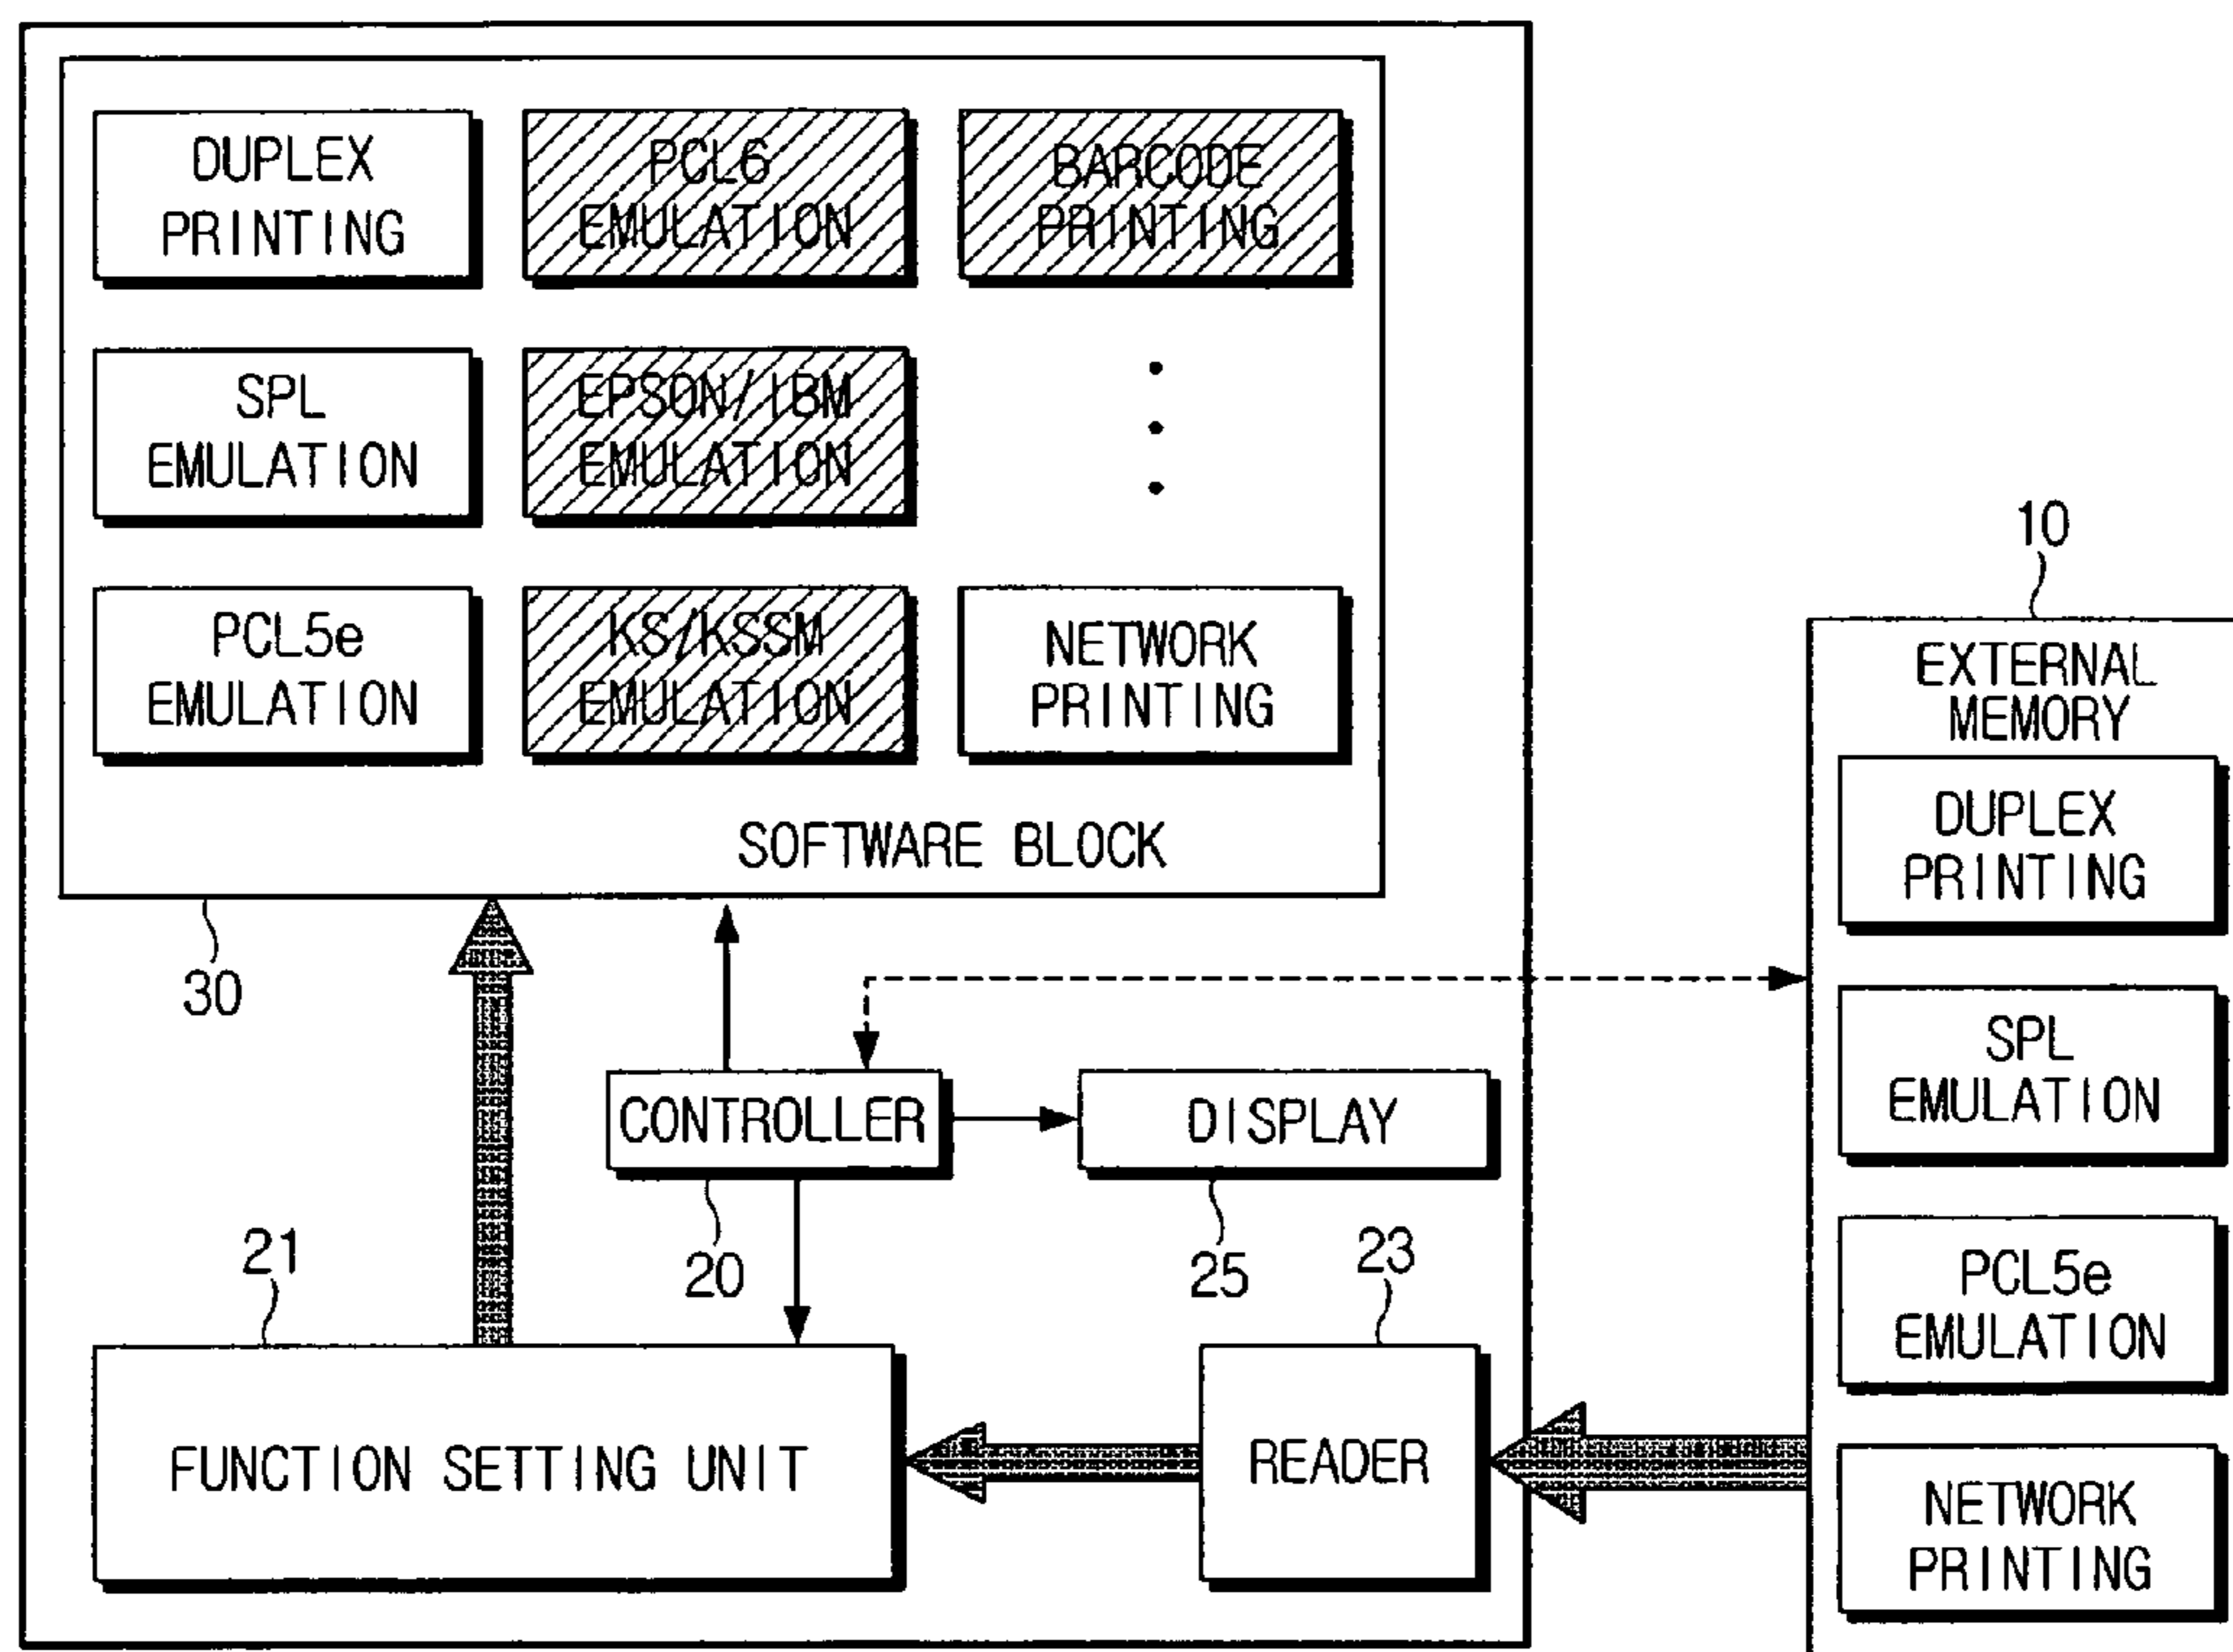 DUPLEX
PRINTING
PCL6
EMULATION
BARCODE
PRINTING
SPL
EMULATION
EPSON/IBM
EMULATION
PCL5e
EMULATION
KS/KSSM
EMULATION
NETWORK
PRINTING
SOFTWARE BLOCK
30
10
EXTERNAL
MEMORY
DUPLEX
PRINTING
SPL
EMULATION
PCL5e
EMULATION
NETWORK
PRINTING
CONTROLLER
20
DISPLAY
25
21
FUNCTION SETTING UNIT
23
READER